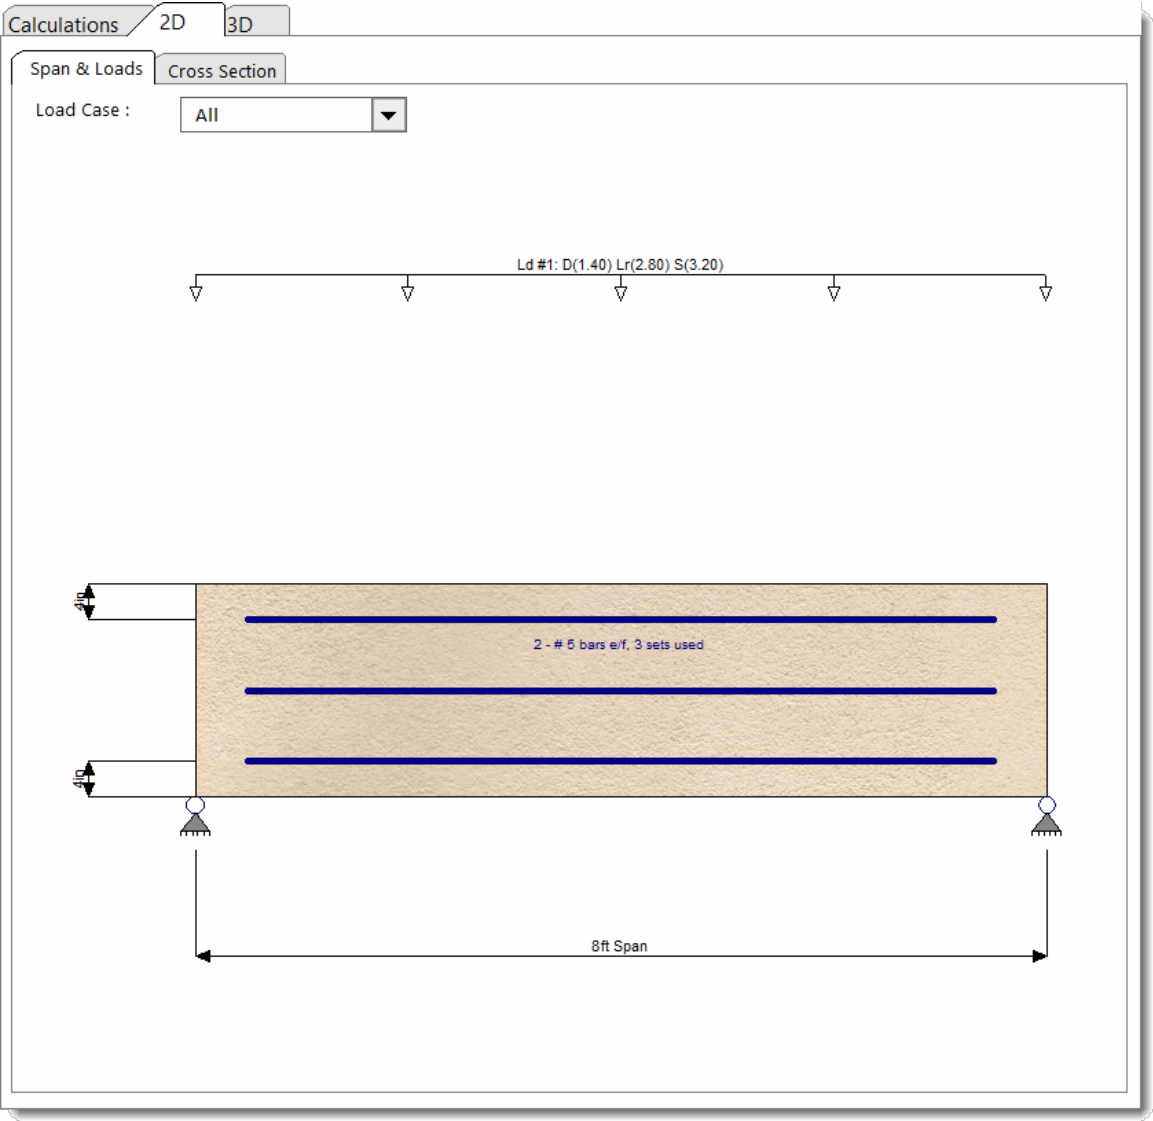 Calculations 2D 3D
Span & Loads Cross Section
Load Case : All
Ld #1: D(1.40) Lr(2.80) S(3.20)
4in
2 - # 5 bars e/f, 3 sets used
4in
8ft Span